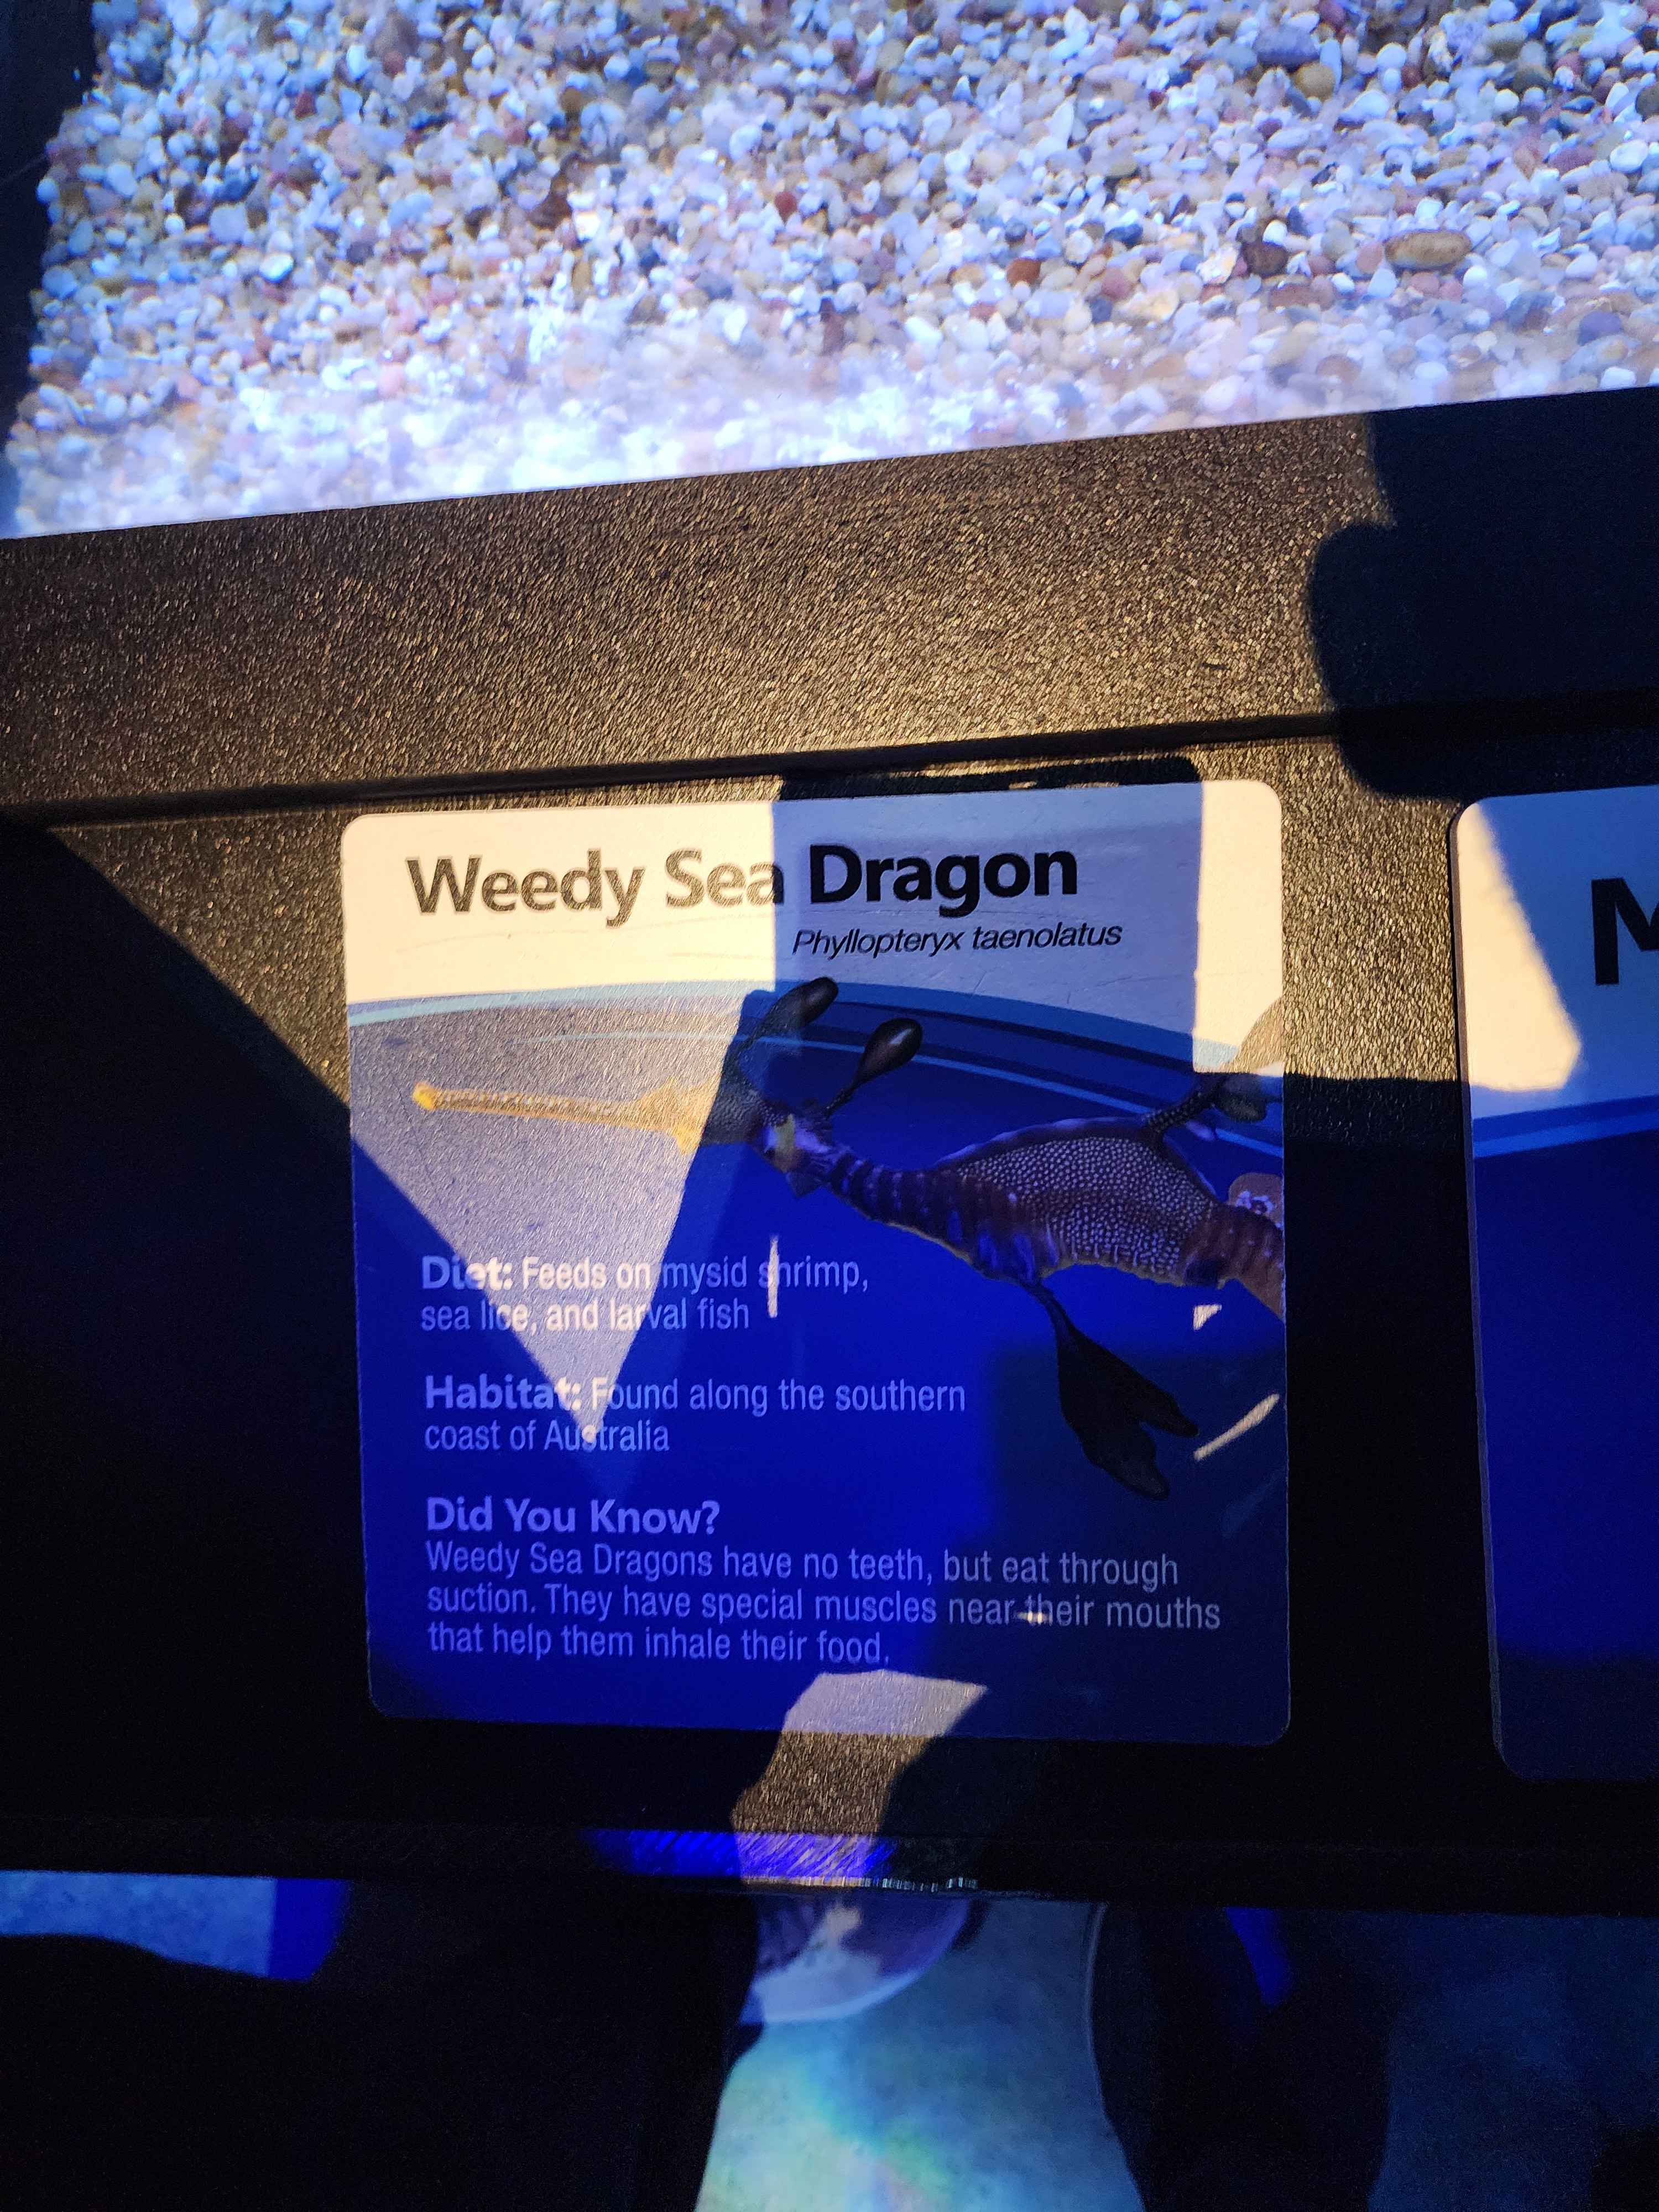 Weedy Sea Dragon
Phyllopteryx taenolatus
Diet: Feeds on mysid shrimp,
sea lice, and larval fish
Habitat: Found along the southern
coast of Australia
Did You Know?
Weedy Sea Dragons have no teeth, but eat through
suction. They have special muscles near their mouths
that help them inhale their food.
M